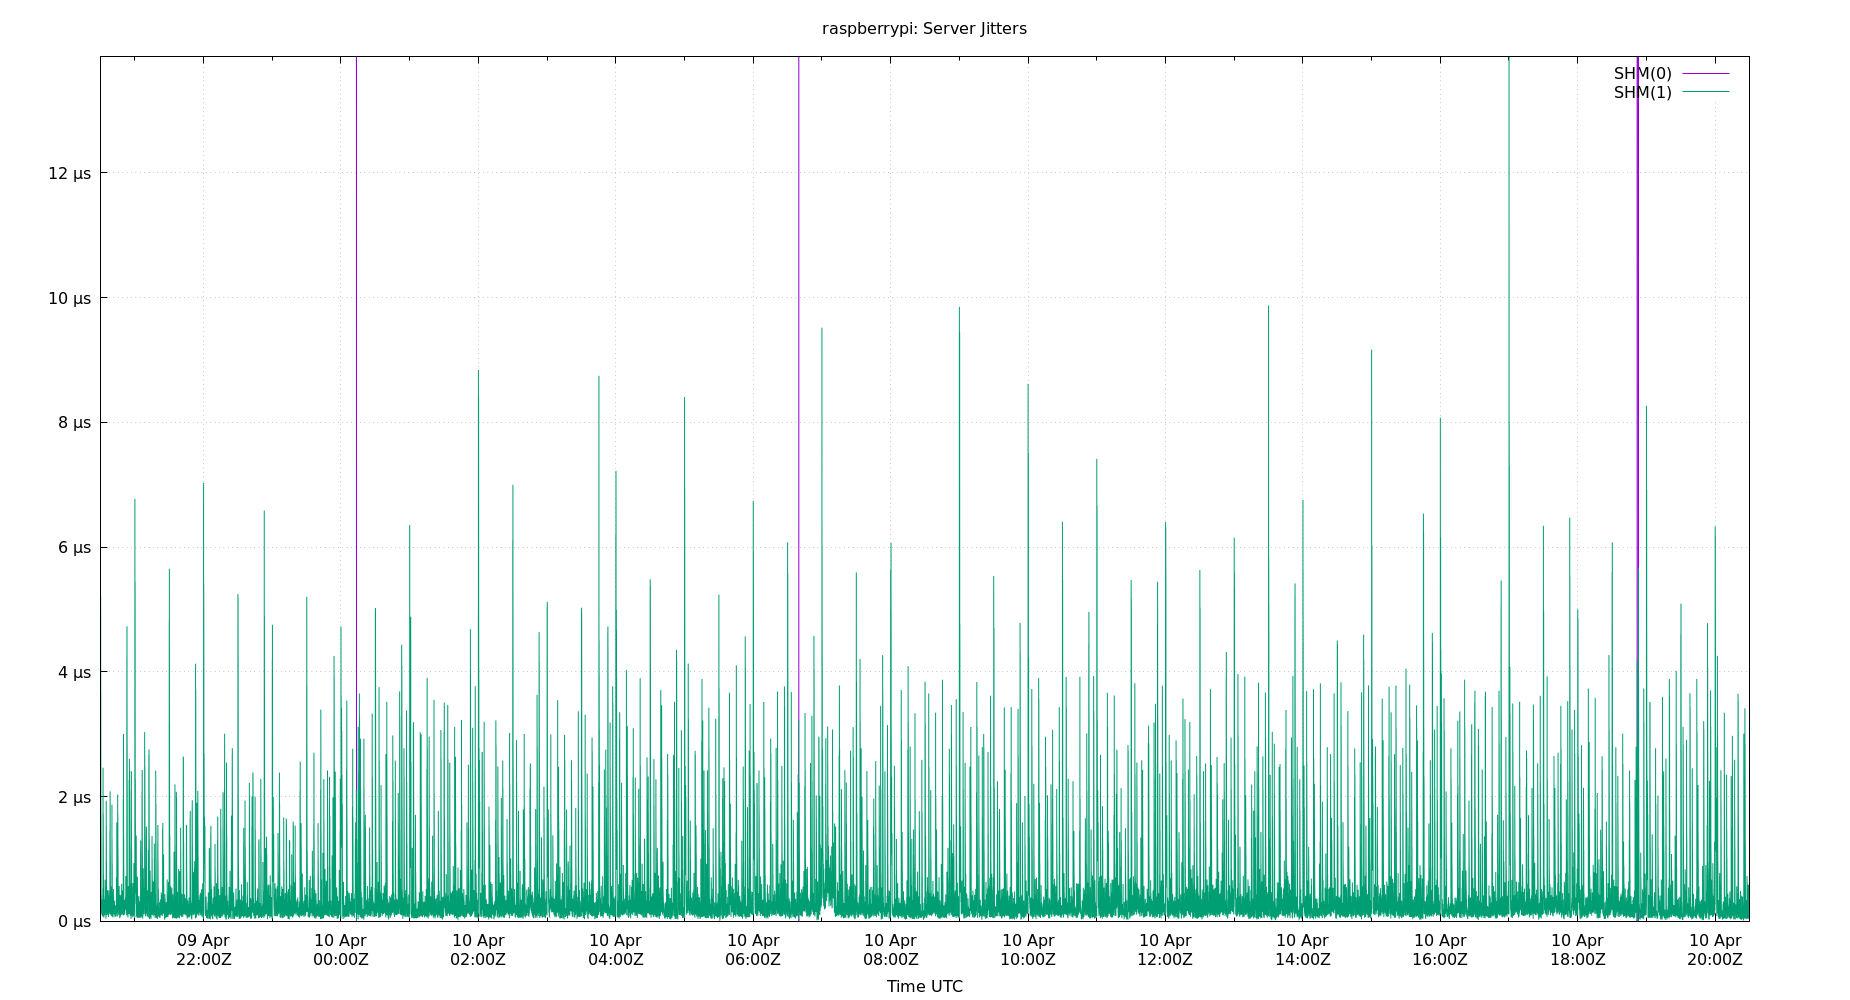 raspberrypi: Server Jitters
SHM(0)
SHM(1)
12 µs
10 µs
8 µs
6 µs
4 µs
2 µs
0 µs
09 Apr 10 Apr 10 Apr 10 Apr 10 Apr 10 Apr 10 Apr 10 Apr 10 Apr 10 Apr 10 Apr 10 Apr
22:00Z 00:00Z 02:00Z 04:00Z 06:00Z 08:00Z 10:00Z 12:00Z 14:00Z 16:00Z 18:00Z 20:00Z
Time UTC